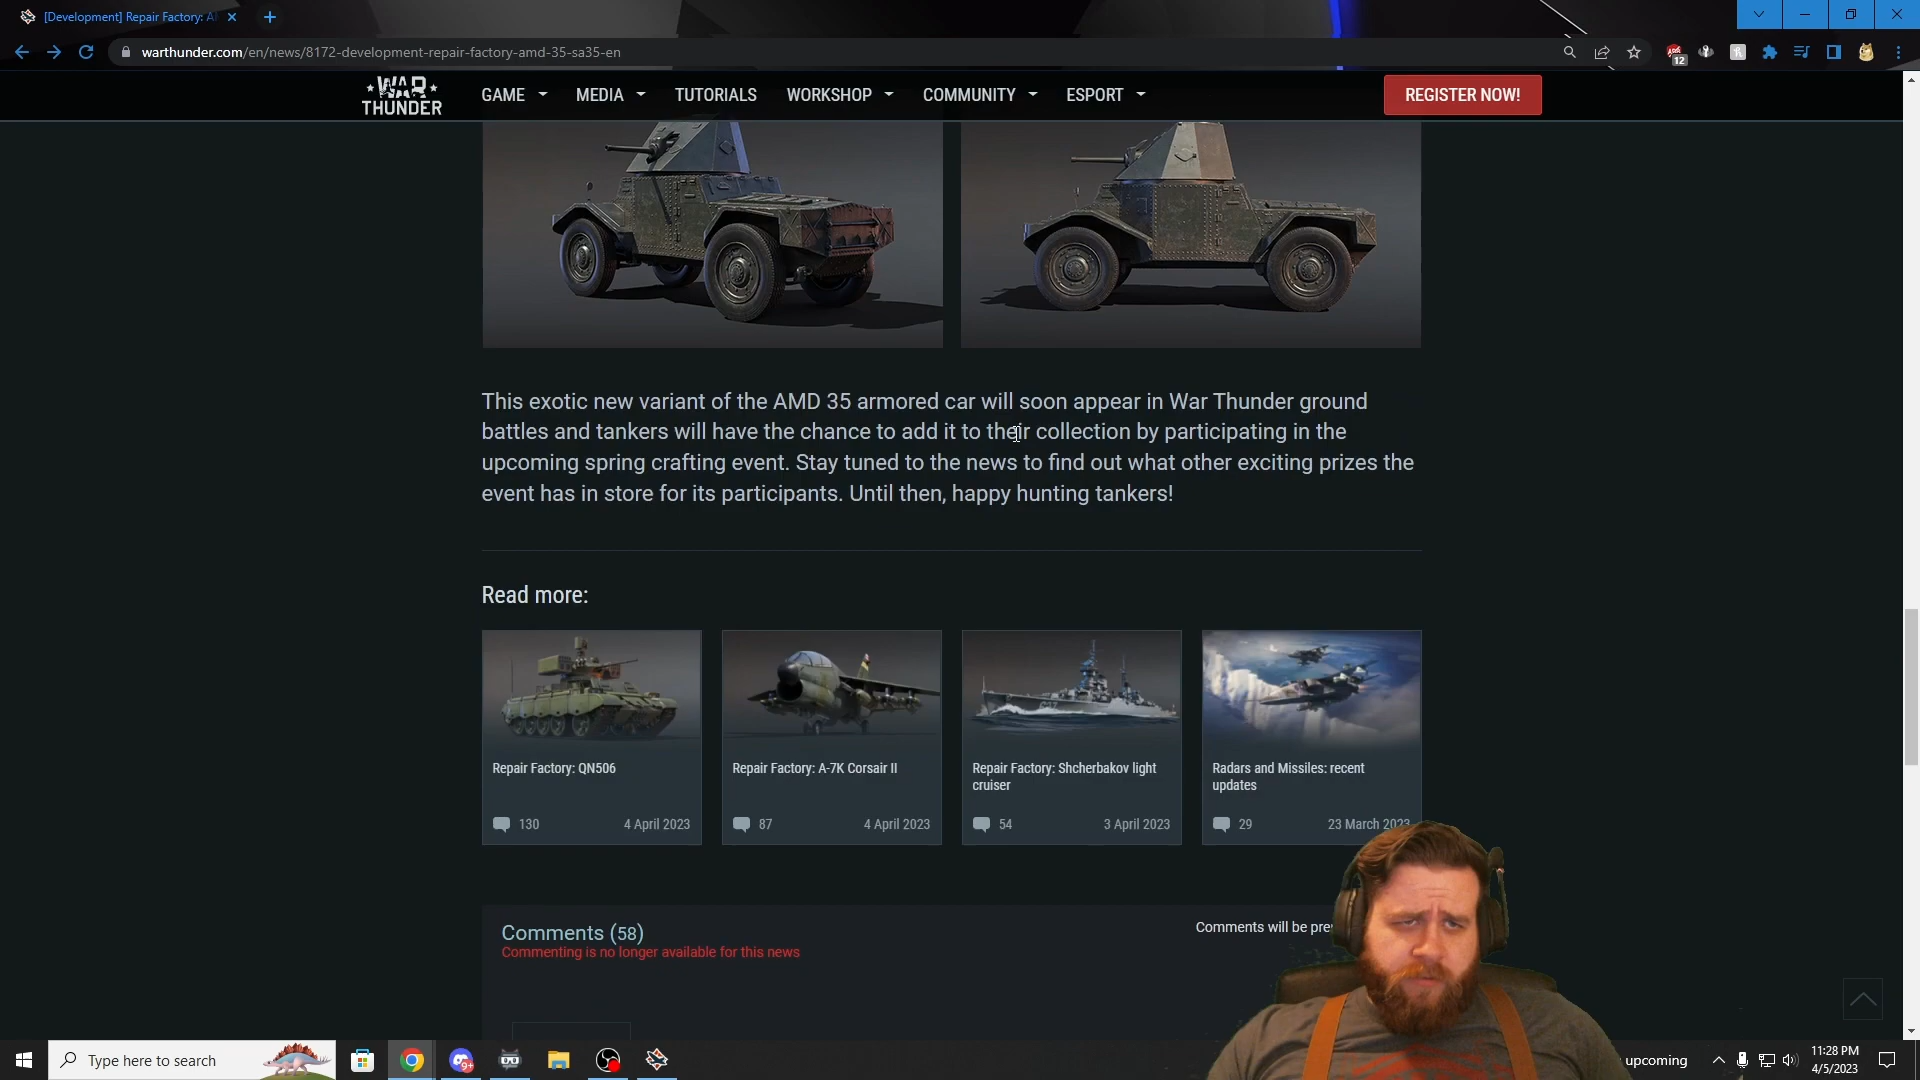 [Development] Repair Factory: A
warthunder.com/en/news/8172-development-repair-factory-amd-35-sa35-en
12
WAR THUNDER
GAME
MEDIA
TUTORIALS
WORKSHOP
COMMUNITY
ESPORT
REGISTER NOW!
This exotic new variant of the AMD 35 armored car will soon appear in War Thunder ground
battles and tankers will have the chance to add it to their collection by participating in the
upcoming spring crafting event. Stay tuned to the news to find out what other exciting prizes the
event has in store for its participants. Until then, happy hunting tankers!
Read more:
Repair Factory: QN506
130
4 April 2023
Repair Factory: A-7K Corsair II
87
4 April 2023
Repair Factory: Shcherbakov light
cruiser
54
3 April 2023
Radars and Missiles: recent
updates
29
23 March 2023
Comments (58)
Comments will be pre
Commenting is no longer available for this news
Type here to search
9+
upcoming
11:28 PM
4/5/2023